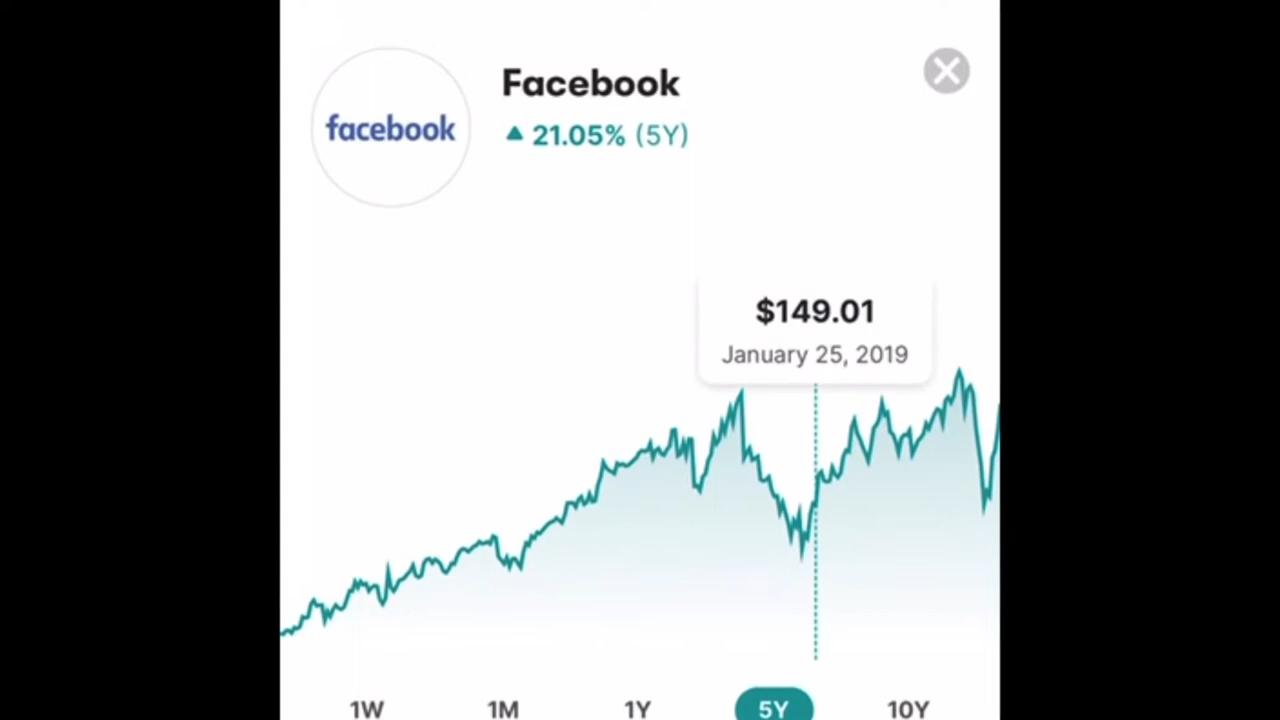 Facebook
facebook
▲ 21.05% (5Y)
$149.01
January 25, 2019
1W 1M 1Y 5Y 10Y